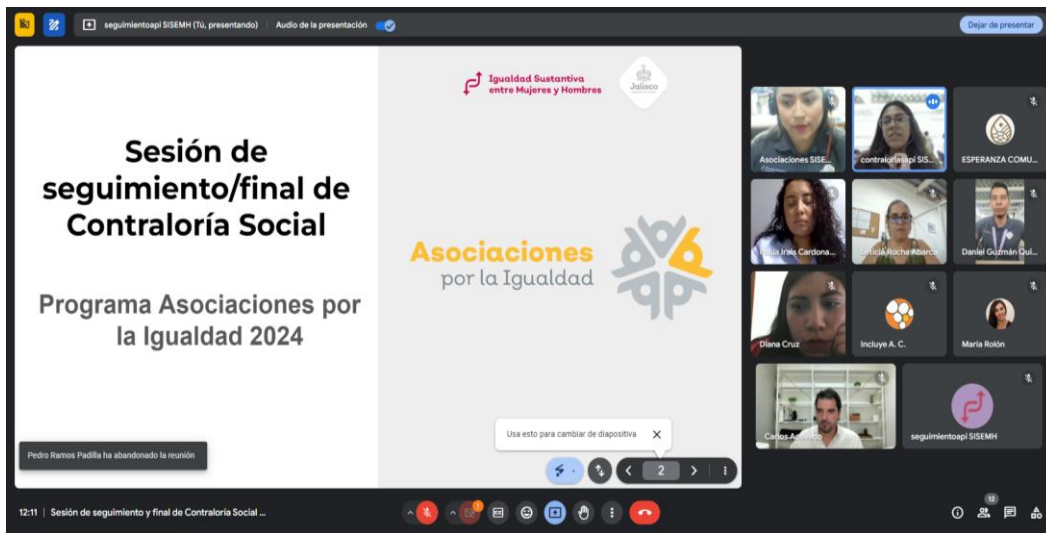 seguimientoapi SISEMH (Tú, presentando)
Audio de la presentación
Dejar de presentar
Igualdad Sustantiva
entre Mujeres y Hombres
Jalisco
Sesión de
seguimiento/final de
Contraloría Social
Programa Asociaciones por
la Igualdad 2024
Asociaciones
por la Igualdad
Usa esto para cambiar de diapositiva
Pedro Ramos Padilla ha abandonado la reunión
2
Asociaciones SISE...
contraloriasapi SIS...
ESPERANZA COMU...
Irais Cardona...
Leticia Rocha Abarca
Daniel Guzmán Qui...
Diana Cruz
Incluye A. C.
María Rolón
Carlos Acevedo
seguimientoapi SISEMH
12:11 | Sesión de seguimiento y final de Contraloría Social ...
12